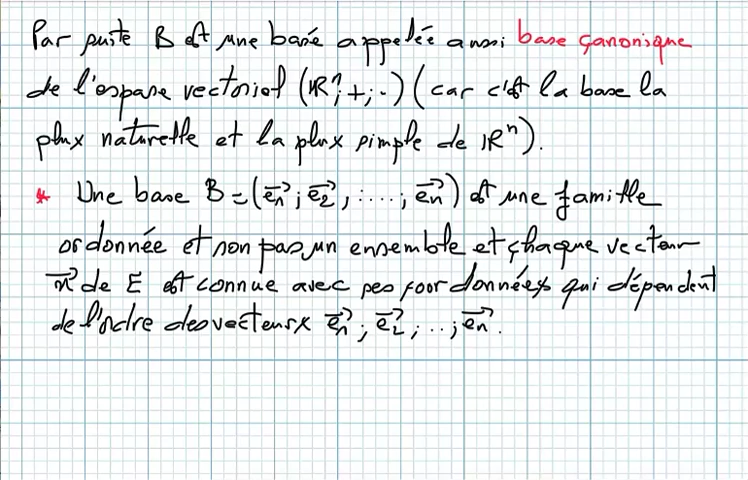 Par suite B est une base appelée aussi base canonique
de l'espace vectoriel (ℝⁿ, +, ·) (car c'est la base la
plus naturelle et la plus simple de ℝⁿ).
* Une base B = (e₁⃗ ; e₂⃗ , .... ; eₙ⃗) est une famille
ordonnée et non pas un ensemble et chaque vecteur
x⃗ de E est connue avec ses coordonnées qui dépendent
de l'ordre des vecteurs e₁⃗ ; e₂⃗ , .. , ; eₙ⃗.